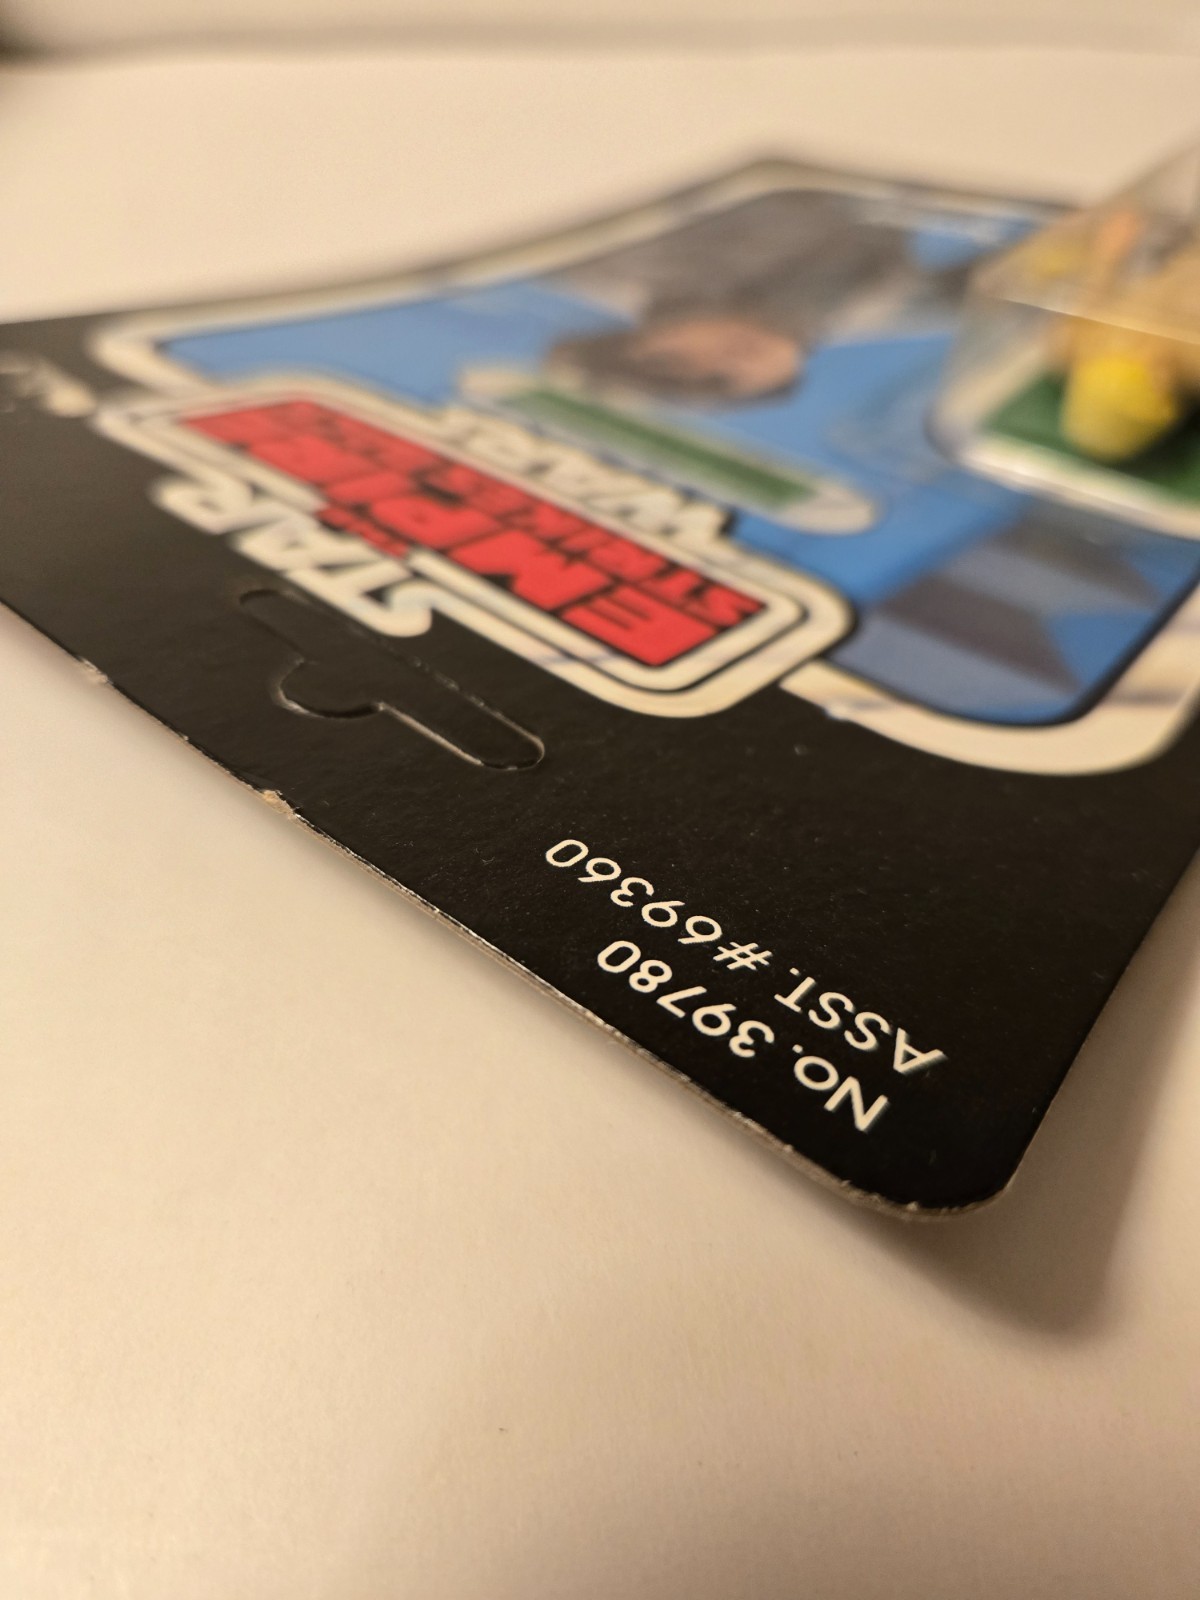 No. 39780
ASST. #69360
STAR
THE
EMPIRE
STRIKES BACK
WARS